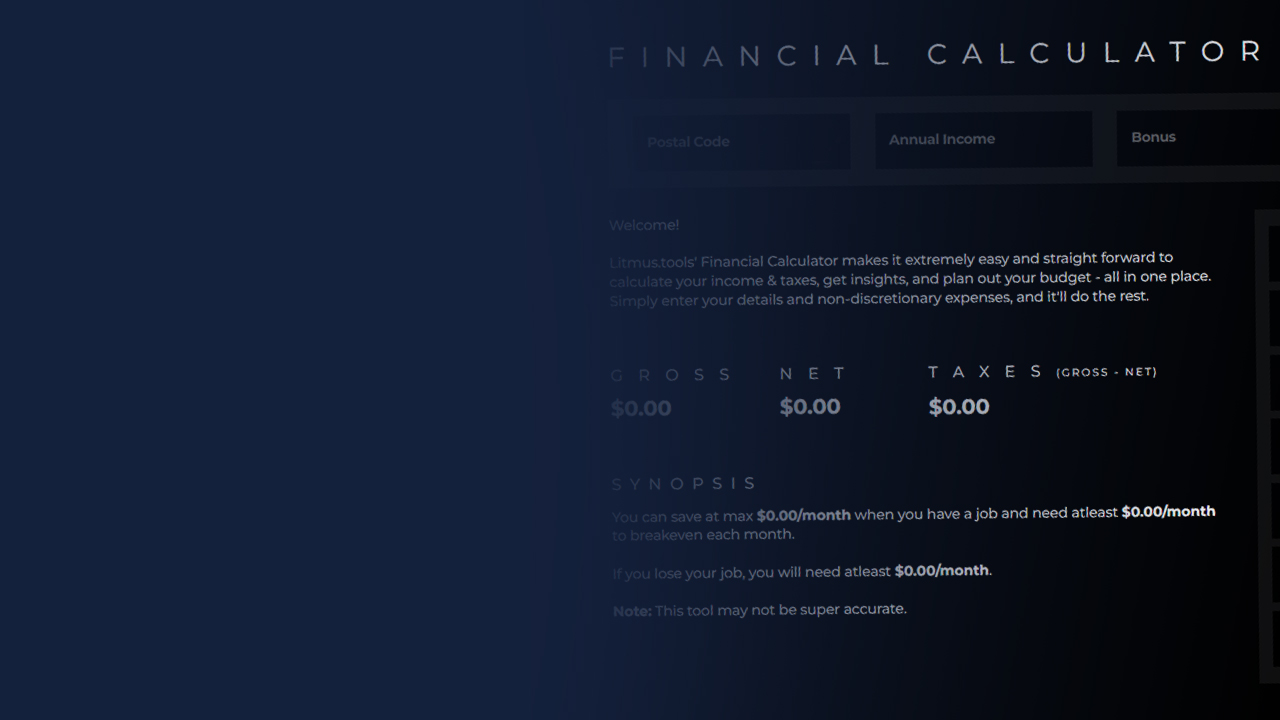 FINANCIAL CALCULATOR
Postal Code
Annual Income
Bonus
Welcome!
Litmus.tools' Financial Calculator makes it extremely easy and straight forward to
calculate your income & taxes, get insights, and plan out your budget - all in one place.
Simply enter your details and non-discretionary expenses, and it'll do the rest.
GROSS NET TAXES (GROSS - NET)
$0.00 $0.00 $0.00
SYNOPSIS
You can save at max $0.00/month when you have a job and need atleast $0.00/month
to breakeven each month.
If you lose your job, you will need atleast $0.00/month.
Note: This tool may not be super accurate.